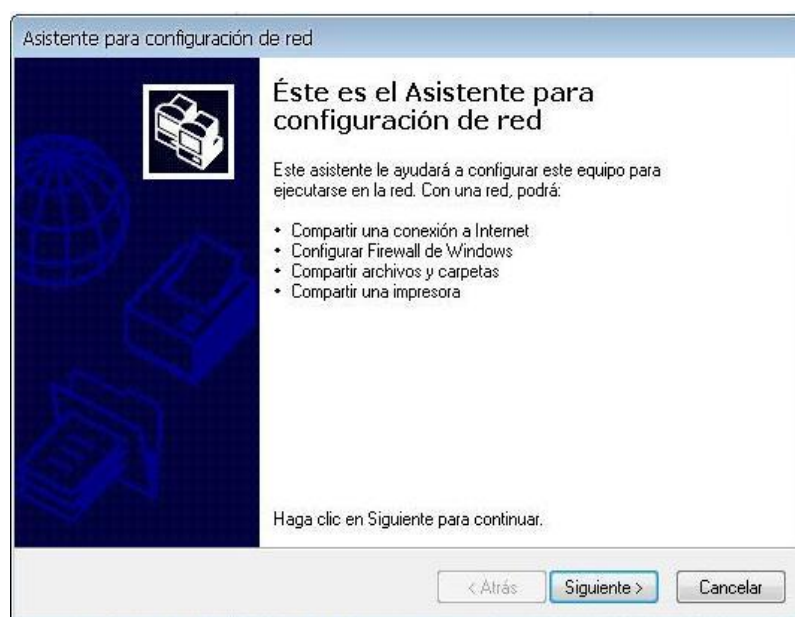 Asistente para configuración de red
Éste es el Asistente para
configuración de red
Este asistente le ayudará a configurar este equipo para
ejecutarse en la red. Con una red, podrá:
• Compartir una conexión a Internet
• Configurar Firewall de Windows
• Compartir archivos y carpetas
• Compartir una impresora
Haga clic en Siguiente para continuar.
< Atrás Siguiente > Cancelar